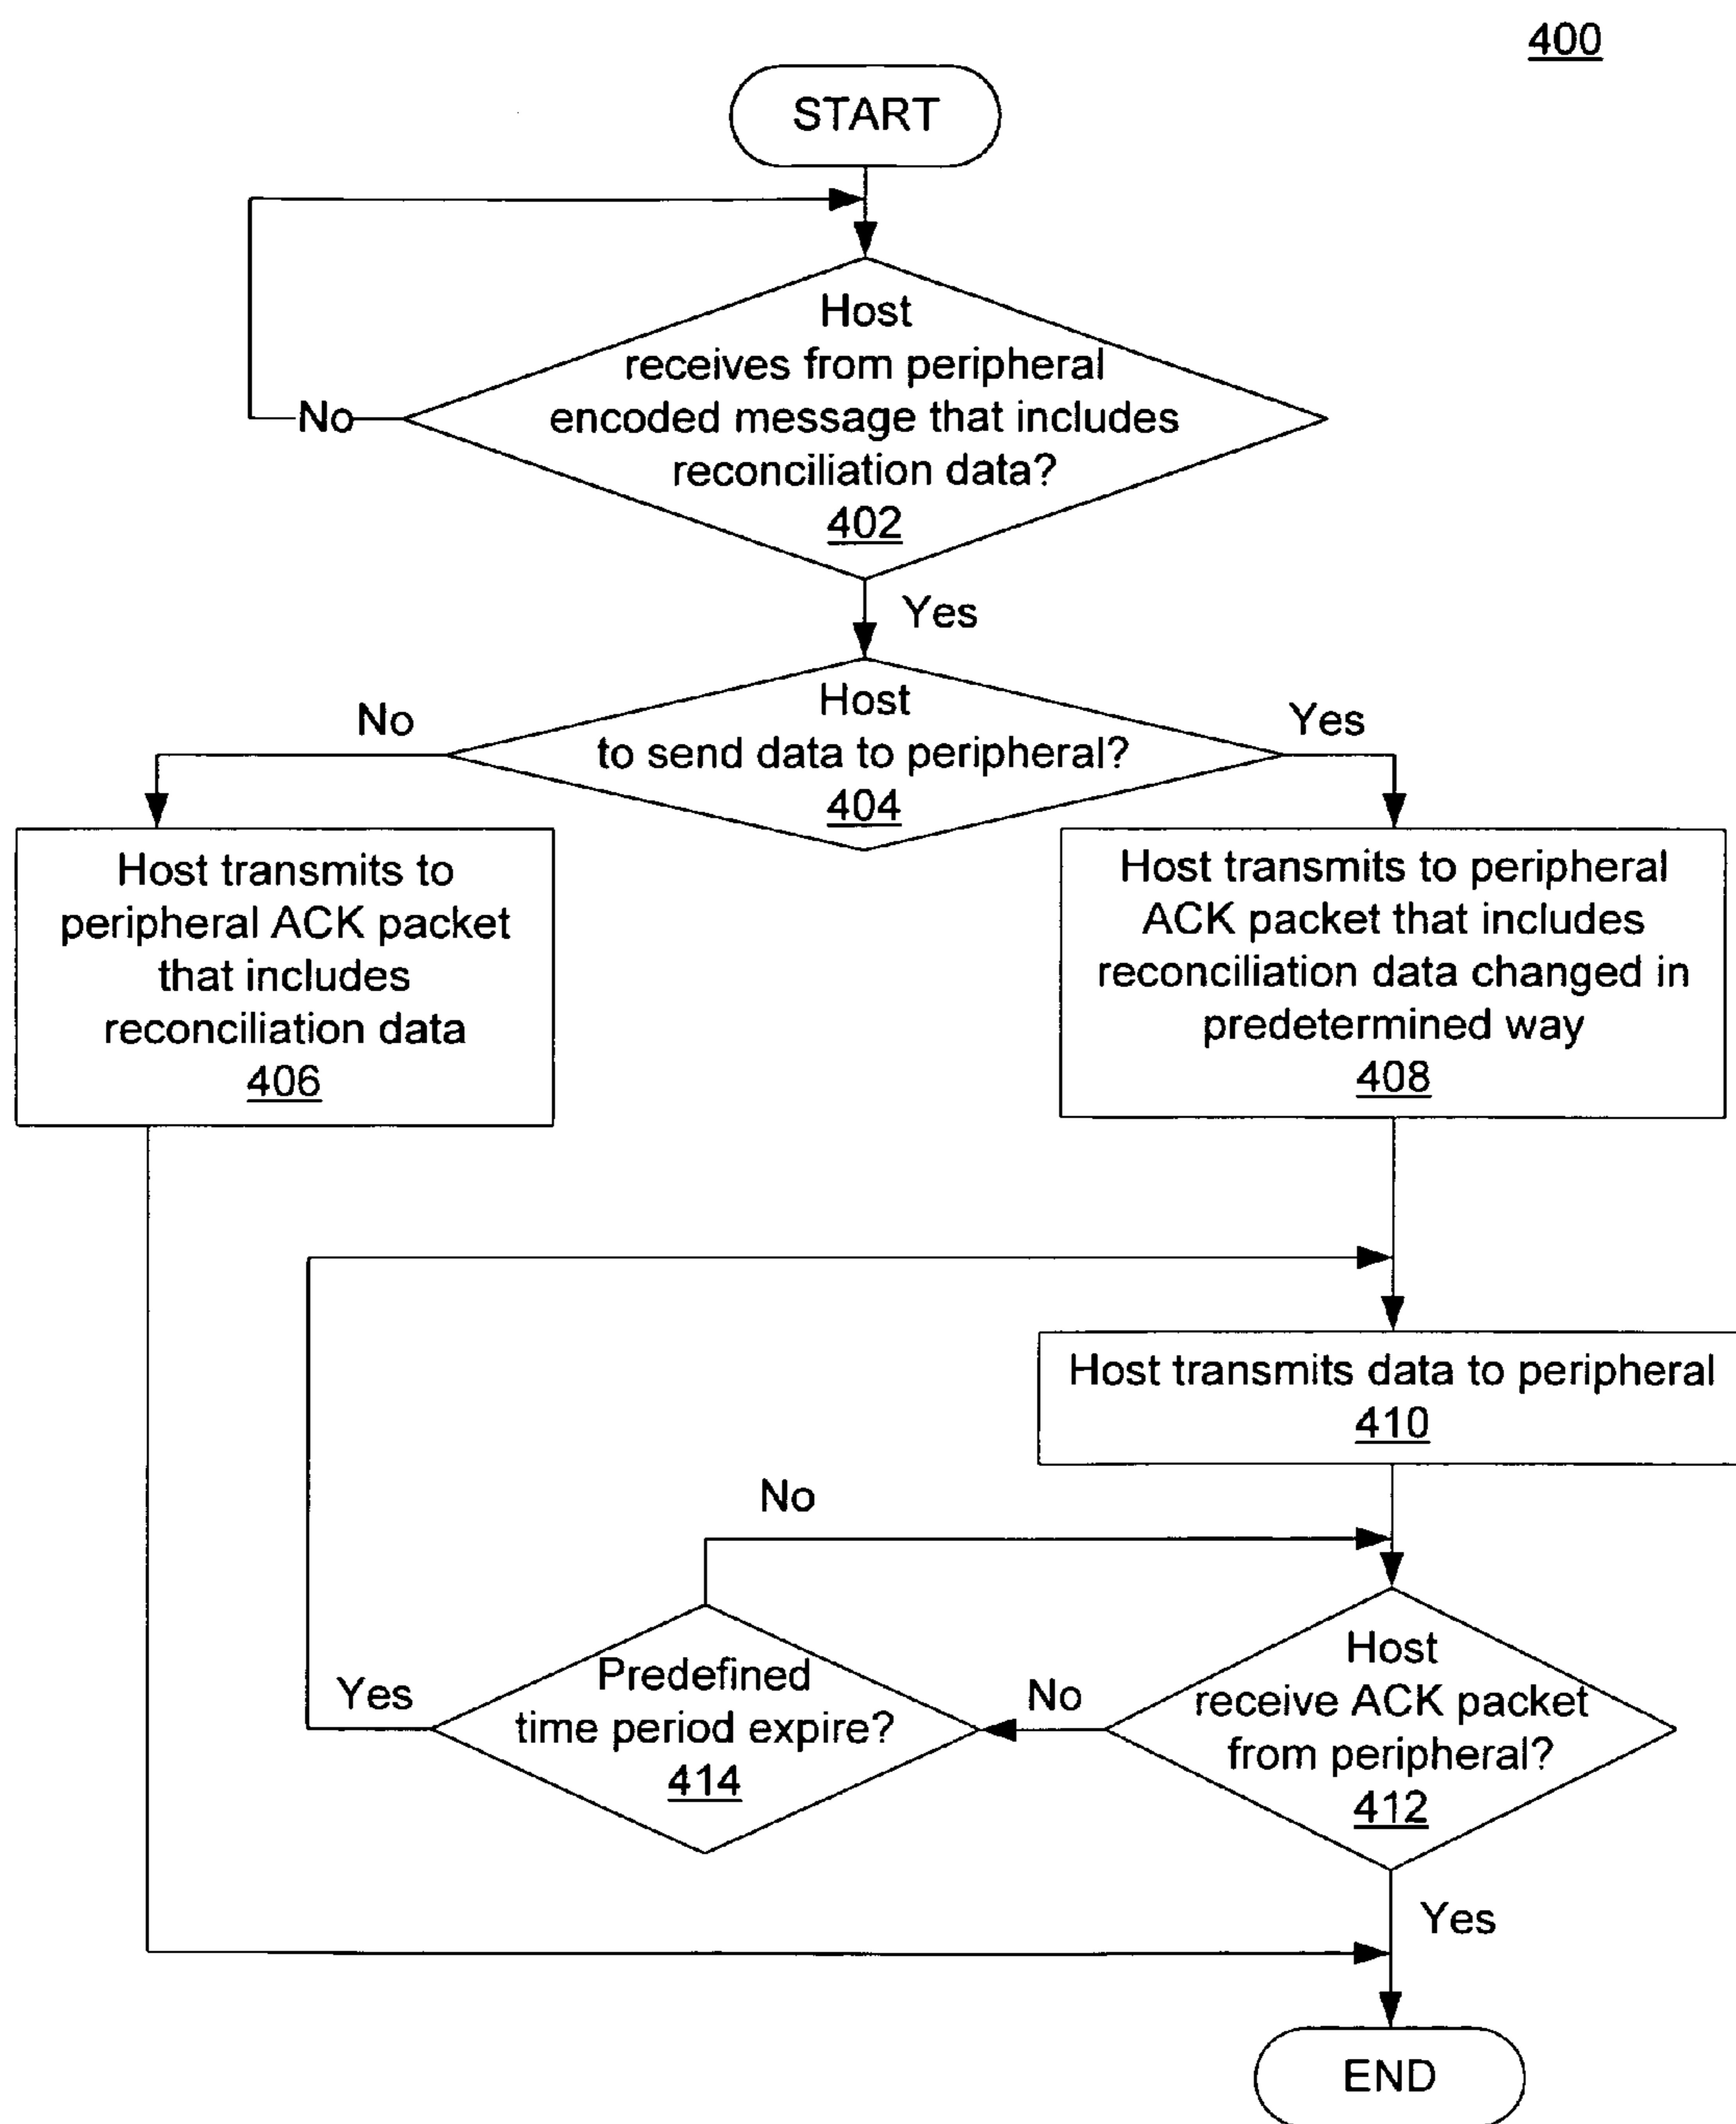 400
START
Host
receives from peripheral
encoded message that includes
reconciliation data?
402
No
Yes
Host
to send data to peripheral?
404
No
Yes
Host transmits to
peripheral ACK packet
that includes
reconciliation data
406
Host transmits to peripheral
ACK packet that includes
reconciliation data changed in
predetermined way
408
Host transmits data to peripheral
410
No
Host
receive ACK packet
from peripheral?
412
No
Predefined
time period expire?
414
Yes
Yes
END